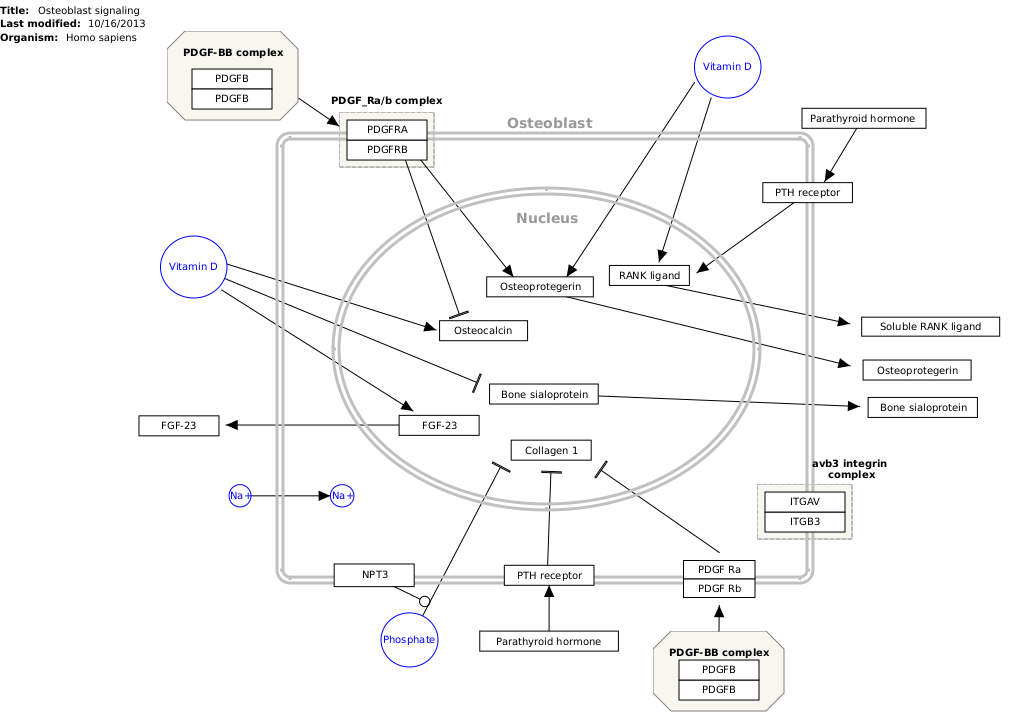 Title: Osteoblast signaling
Last modified: 10/16/2013
Organism: Homo sapiens
PDGF-BB complex
PDGFB
PDGFB
PDGF_Ra/b complex
PDGFRA
PDGFRB
Osteoblast
Vitamin D
Parathyroid hormone
PTH receptor
Nucleus
Vitamin D
RANK ligand
Osteoprotegerin
Osteocalcin
Soluble RANK ligand
Osteoprotegerin
Bone sialoprotein
Bone sialoprotein
FGF-23
FGF-23
Collagen 1
avb3 integrin
complex
ITGAV
ITGB3
Na+
Na+
NPT3
PTH receptor
PDGF Ra
PDGF Rb
Phosphate
Parathyroid hormone
PDGF-BB complex
PDGFB
PDGFB